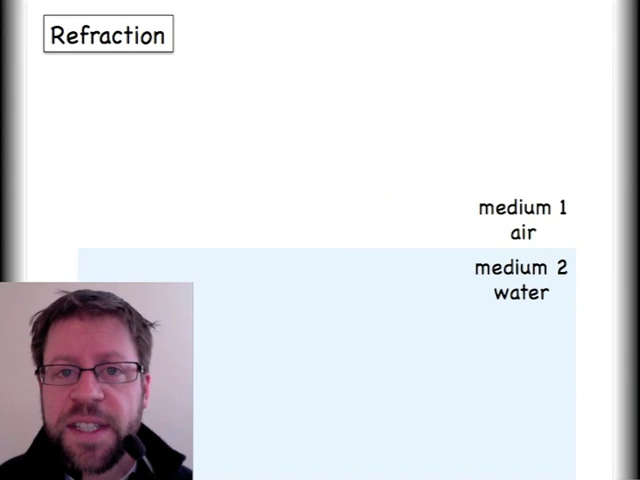 Refraction
medium 1
air
medium 2
water